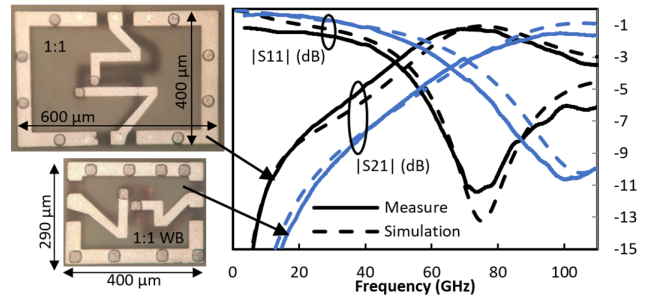 1:1
600 µm
400 µm
1:1 WB
290 µm
400 µm
|S11| (dB)
|S21| (dB)
Measure
Simulation
-1
-3
-5
-7
-9
-11
-13
-15
0 20 40 60 80 100
Frequency (GHz)